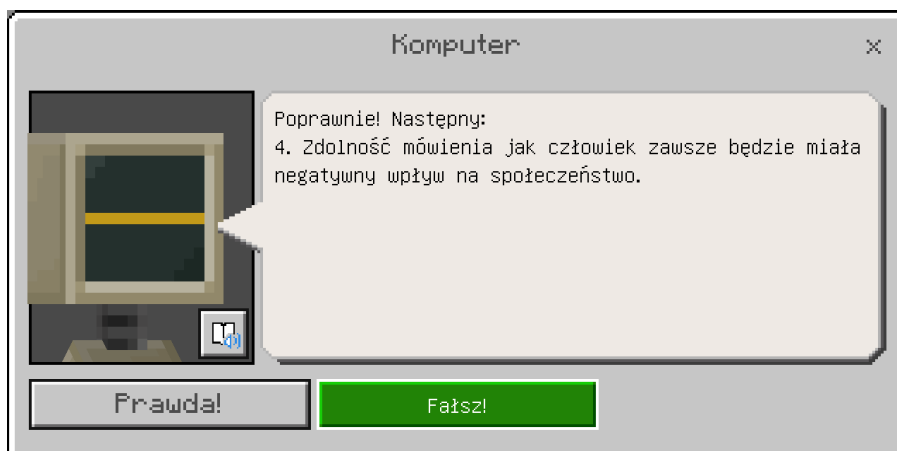 Komputer
Poprawnie! Następny:
4. Zdolność mówienia jak człowiek zawsze będzie miała
negatywny wpływ na społeczeństwo.
Prawda!
Fałsz!